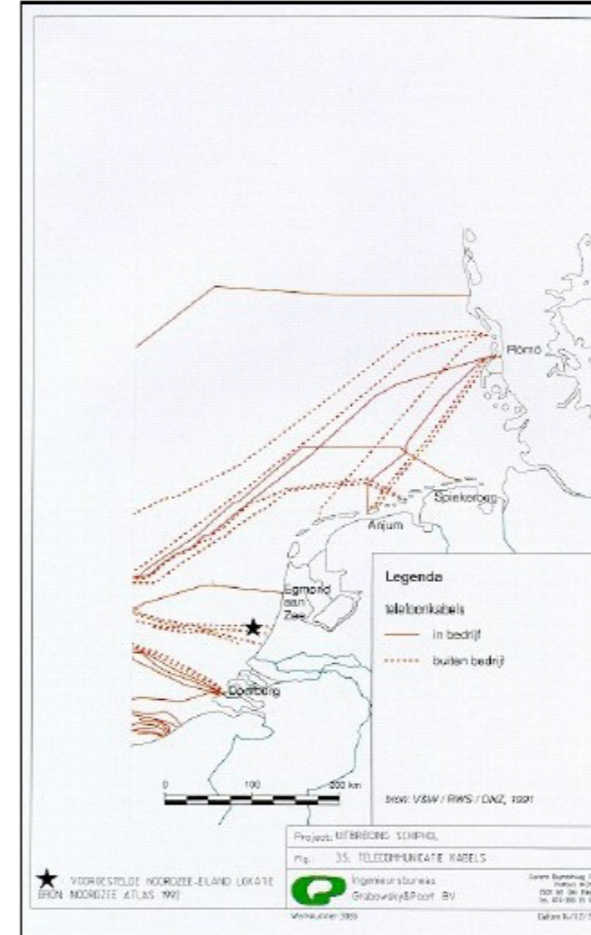 Römö
Spiekeroog
Anjum
Egmond
aan
Zee
Domburg
Legenda
telefoonkabels
in bedrijf
buiten bedrijf
0 100 200 km
bron: V&W / RWS / DNZ, 1991
Project: UITBREIDING SCHIPHOL
Fig.: 3.5. TELECOMMUNICATIE KABELS
VOORGESTELDE NOORDZEE-EILAND LOKATIE
BRON: NOORDZEE ATLAS 1992
Ingenieursbureau
Grabowsky&Poort BV